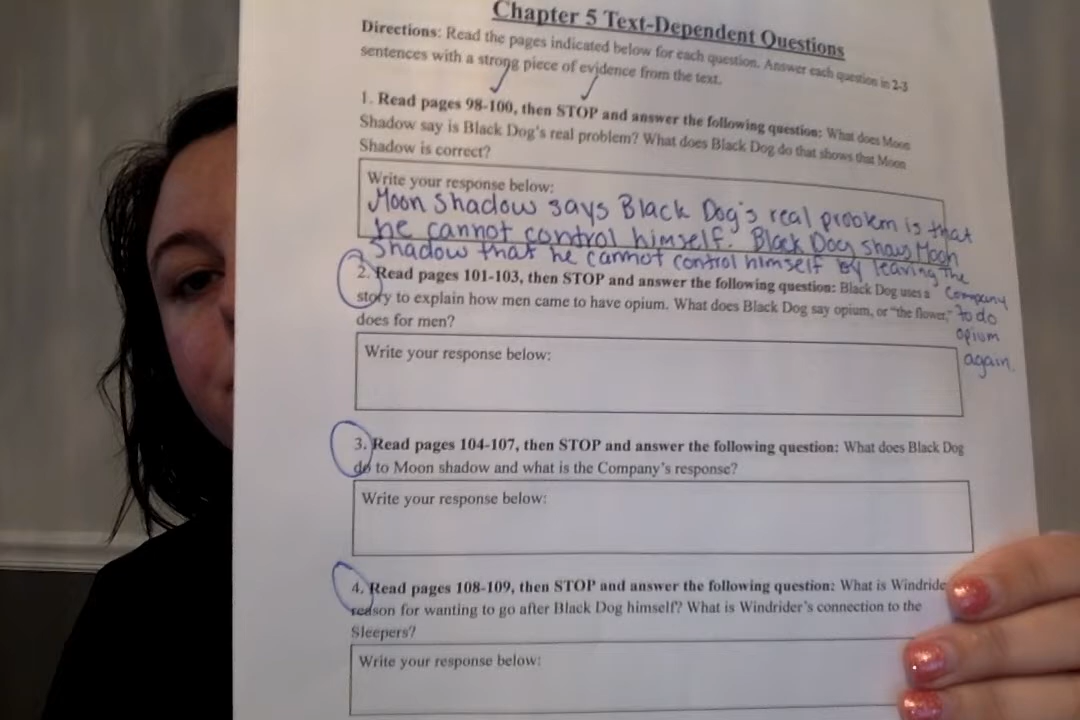 Chapter 5 Text-Dependent Questions
Directions: Read the pages indicated below for each question. Answer each question in 2-3
sentences with a strong piece of evidence from the text.
1. Read pages 98-100, then STOP and answer the following question: What does Moon
Shadow say is Black Dog's real problem? What does Black Dog do that shows that Moon
Shadow is correct?
Write your response below:
Moon Shadow says Black Dog's real problem is that
he cannot control himself. Black Dog shows Moon
Shadow that he cannot control himself by leaving the
Company
to do
opium
again.
2. Read pages 101-103, then STOP and answer the following question: Black Dog uses a
story to explain how men came to have opium. What does Black Dog say opium, or "the flower,"
does for men?
Write your response below:
3. Read pages 104-107, then STOP and answer the following question: What does Black Dog
do to Moon shadow and what is the Company's response?
Write your response below:
4. Read pages 108-109, then STOP and answer the following question: What is Windride
reason for wanting to go after Black Dog himself? What is Windrider's connection to the
Sleepers?
Write your response below: